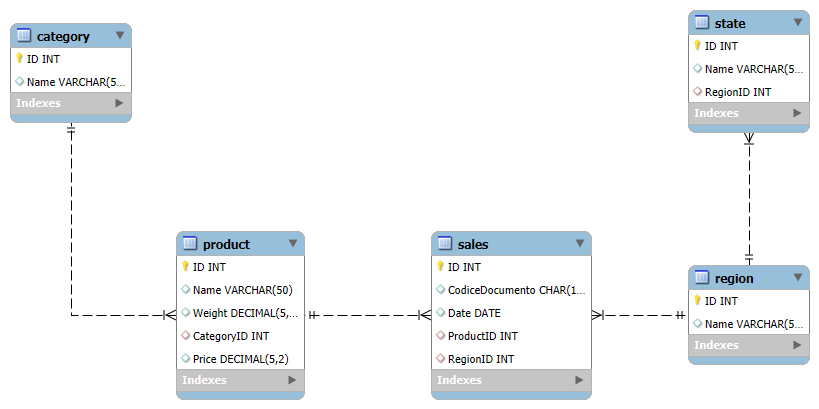 category
ID INT
Name VARCHAR(5...
Indexes
state
ID INT
Name VARCHAR(5...
RegionID INT
Indexes
product
ID INT
Name VARCHAR(50)
Weight DECIMAL(5,...
CategoryID INT
Price DECIMAL(5,2)
Indexes
sales
ID INT
CodiceDocumento CHAR(1...
Date DATE
ProductID INT
RegionID INT
Indexes
region
ID INT
Name VARCHAR(5...
Indexes